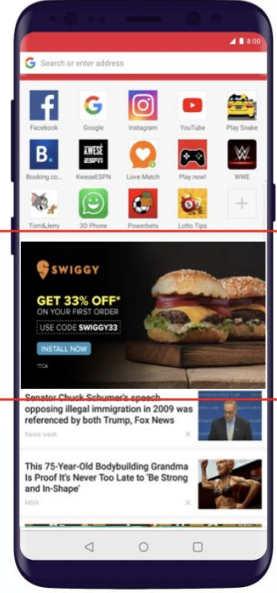 8:00
G Search or enter address
Facebook
Google
Instagram
YouTube
Play Snake
B.
KWESÉ
ESPN
W
Booking.co...
KweseESPN
Love Match
Play now!
WWE
Tom&Jerry
3D Phone
Powerbets
Lotto Tips
SWIGGY
GET 33% OFF*
ON YOUR FIRST ORDER
USE CODE SWIGGY33
INSTALL NOW
*T&C
Senator Chuck Schumer's speech
opposing illegal immigration in 2009 was
referenced by both Trump, Fox News
News week
This 75-Year-Old Bodybuilding Grandma
Is Proof It's Never Too Late to 'Be Strong
and In-Shape'
MSN